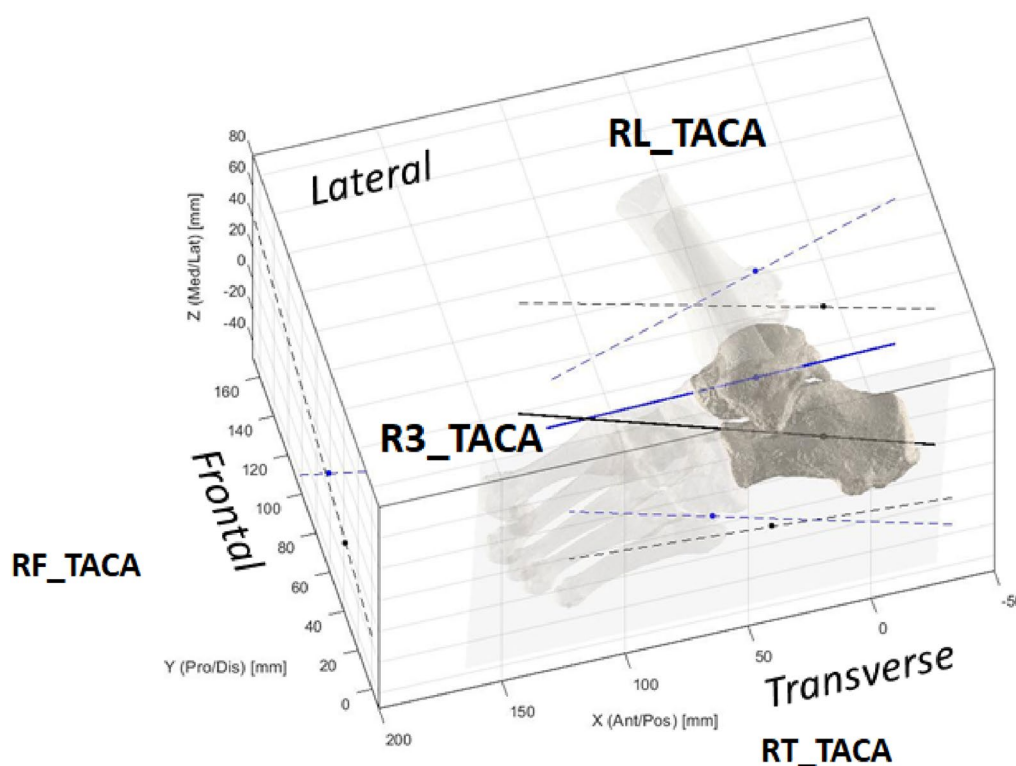 RL_TACA
Lateral
80
60
40
20
0
-20
-40
Z (Med/Lat) [mm]
R3_TACA
Frontal
RF_TACA
160
140
120
100
80
60
40
20
0
Y (Pro/Dis) [mm]
200
150
100
50
0
-50
X (Ant/Pos) [mm]
Transverse
RT_TACA